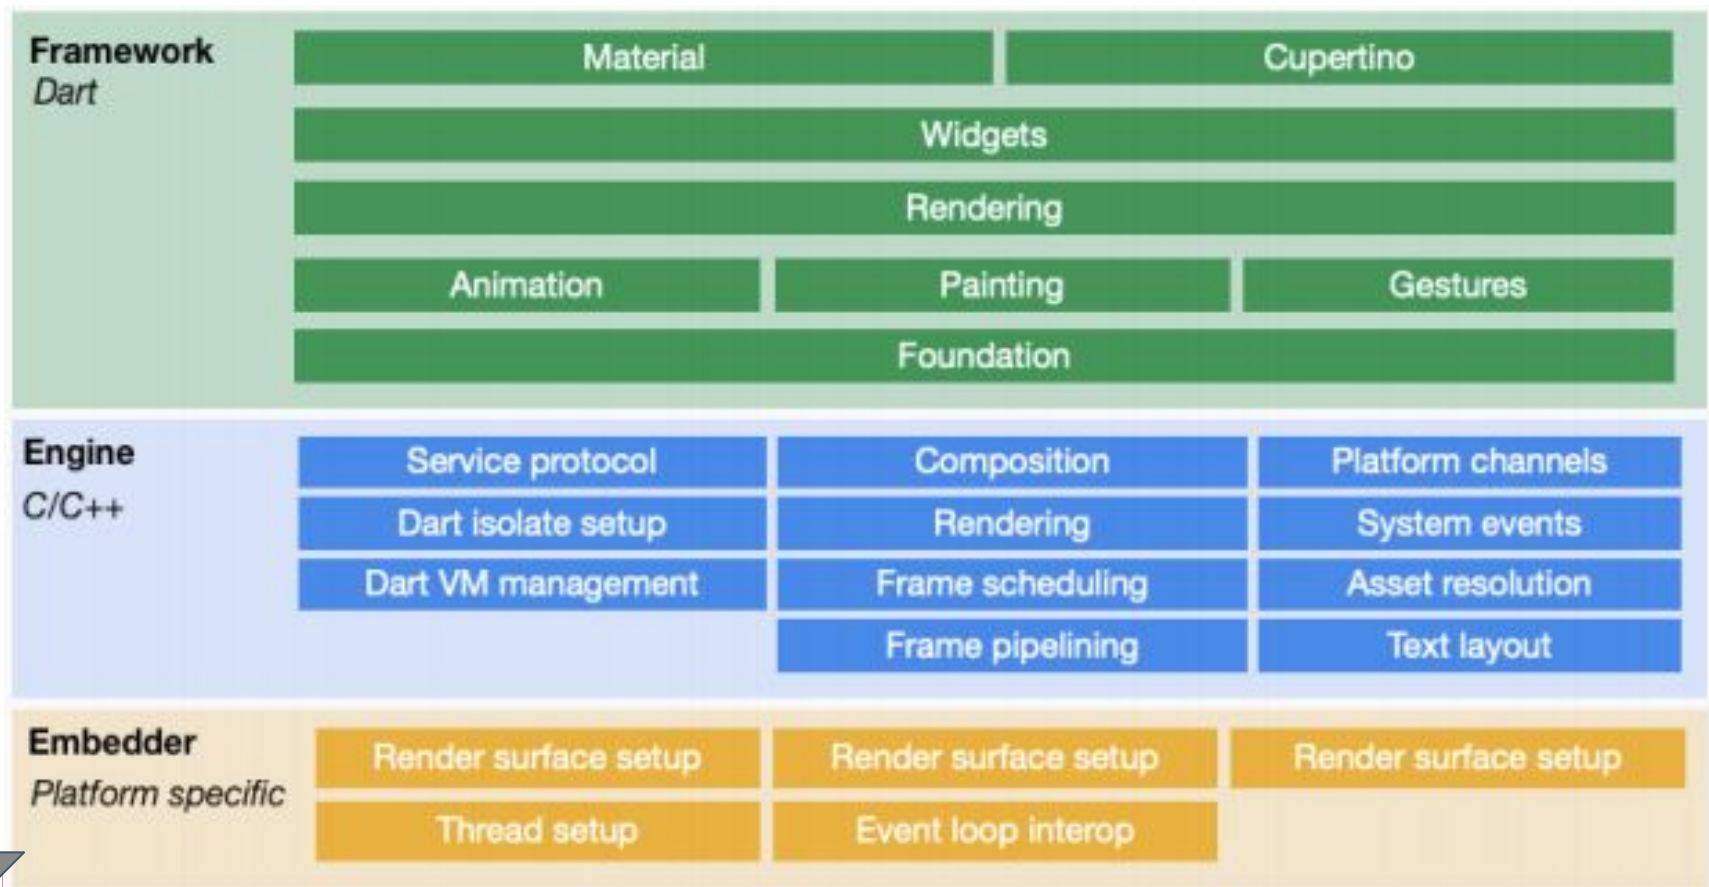 Framework
Dart
Material
Cupertino
Widgets
Rendering
Animation
Painting
Gestures
Foundation
Engine
C/C++
Service protocol
Composition
Platform channels
Dart isolate setup
Rendering
System events
Dart VM management
Frame scheduling
Asset resolution
Frame pipelining
Text layout
Embedder
Platform specific
Render surface setup
Render surface setup
Render surface setup
Thread setup
Event loop interop